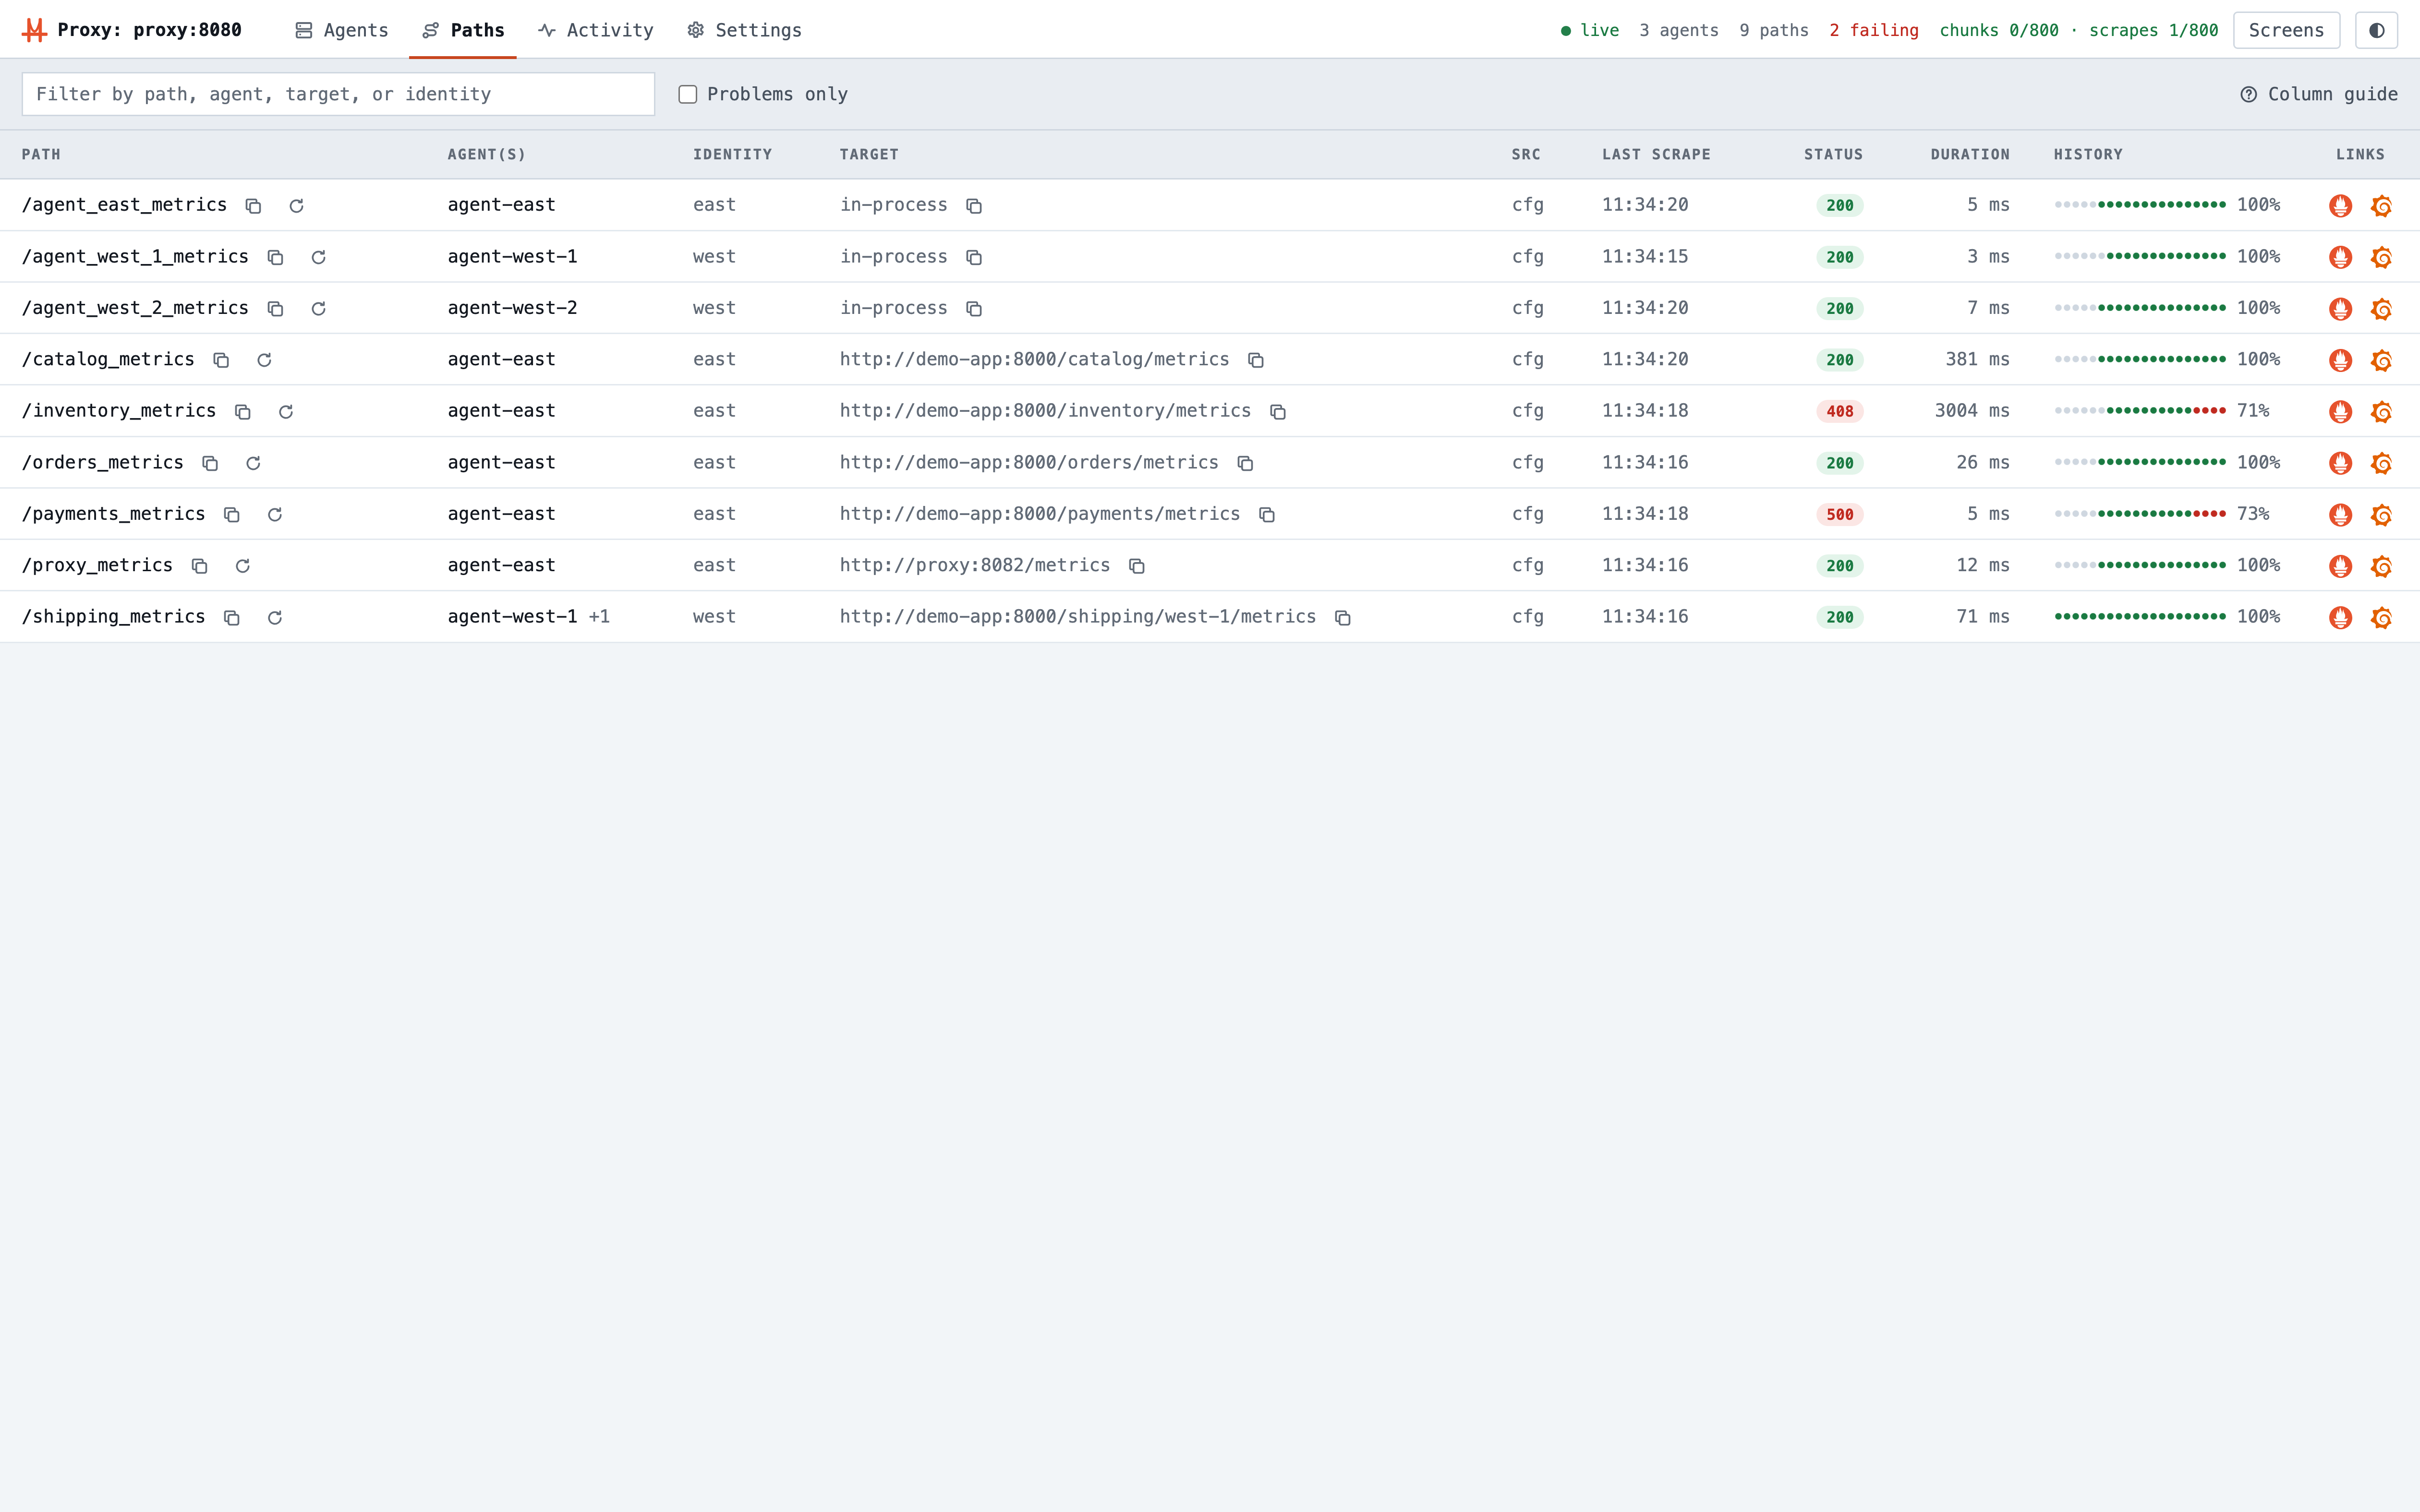 Proxy: proxy:8080 Agents Paths Activity Settings live 3 agents 9 paths 2 failing chunks 0/800 · scrapes 1/800 Screens
Filter by path, agent, target, or identity Problems only Column guide
PATH AGENT(S) IDENTITY TARGET SRC LAST SCRAPE STATUS DURATION HISTORY LINKS
/agent_east_metrics agent-east east in-process cfg 11:34:20 200 5 ms 100%
/agent_west_1_metrics agent-west-1 west in-process cfg 11:34:15 200 3 ms 100%
/agent_west_2_metrics agent-west-2 west in-process cfg 11:34:20 200 7 ms 100%
/catalog_metrics agent-east east http://demo-app:8000/catalog/metrics cfg 11:34:20 200 381 ms 100%
/inventory_metrics agent-east east http://demo-app:8000/inventory/metrics cfg 11:34:18 408 3004 ms 71%
/orders_metrics agent-east east http://demo-app:8000/orders/metrics cfg 11:34:16 200 26 ms 100%
/payments_metrics agent-east east http://demo-app:8000/payments/metrics cfg 11:34:18 500 5 ms 73%
/proxy_metrics agent-east east http://proxy:8082/metrics cfg 11:34:16 200 12 ms 100%
/shipping_metrics agent-west-1 +1 west http://demo-app:8000/shipping/west-1/metrics cfg 11:34:16 200 71 ms 100%